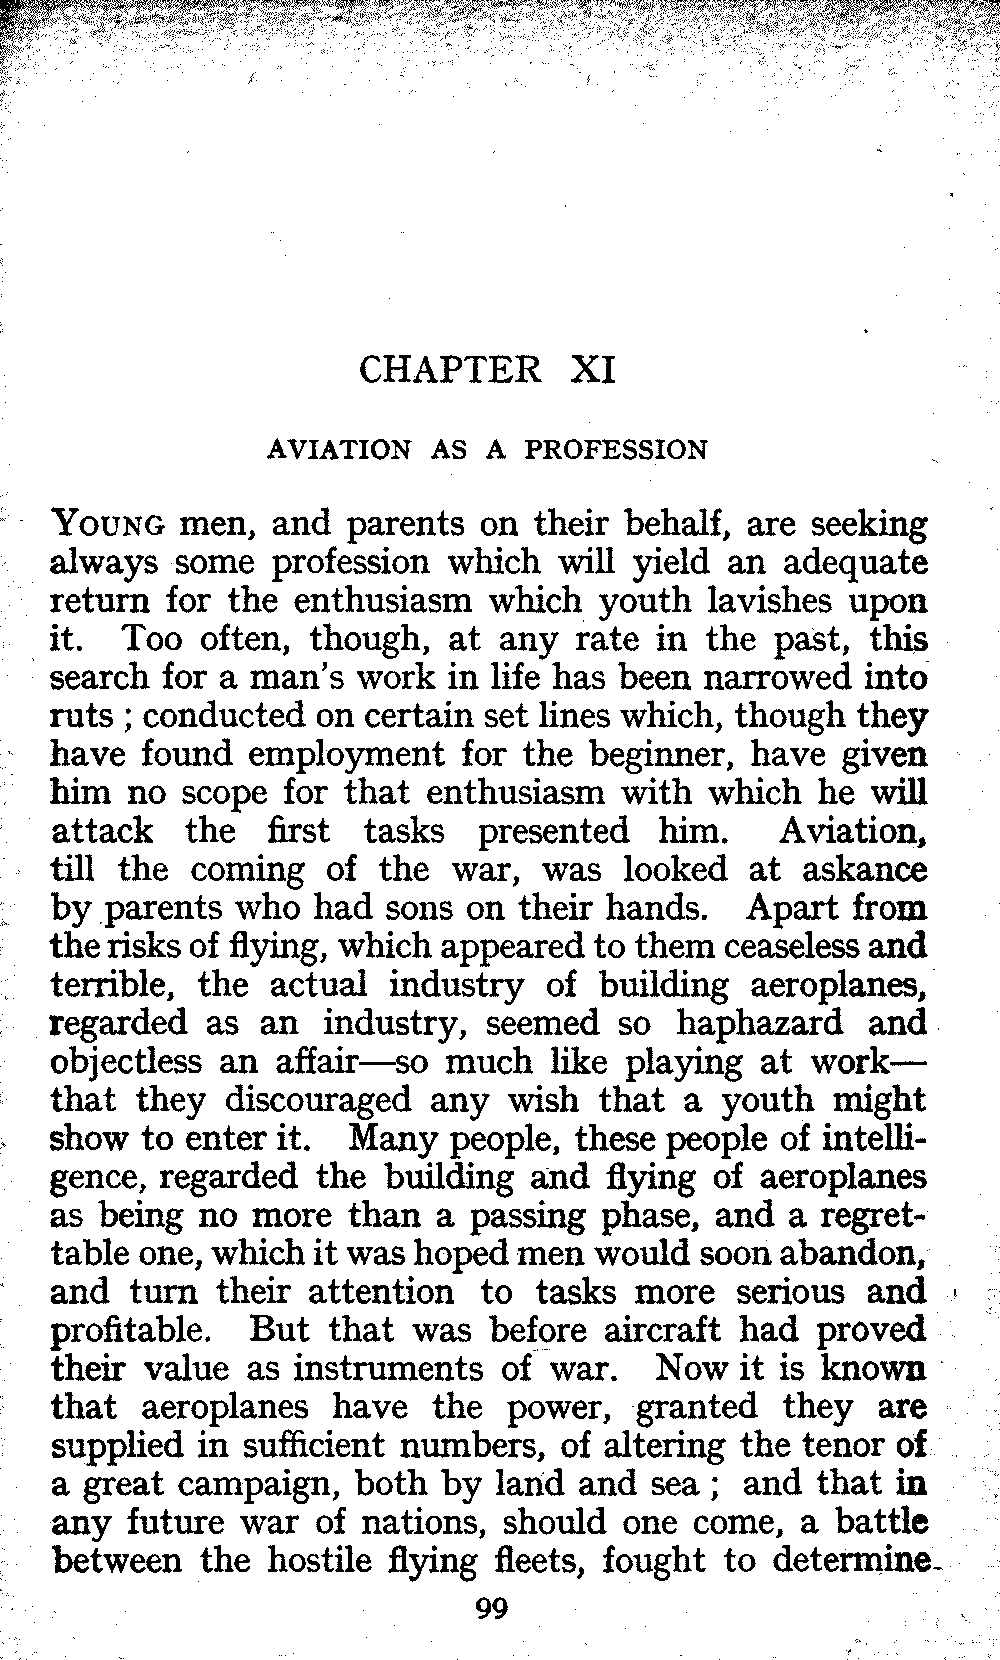 CHAPTER XI
AVIATION AS A PROFESSION
YOUNG men, and parents on their behalf, are seeking
always some profession which will yield an adequate
return for the enthusiasm which youth lavishes upon
it. Too often, though, at any rate in the past, this
search for a man's work in life has been narrowed into
ruts ; conducted on certain set lines which, though they
have found employment for the beginner, have given
him no scope for that enthusiasm with which he will
attack the first tasks presented him. Aviation,
till the coming of the war, was looked at askance
by parents who had sons on their hands. Apart from
the risks of flying, which appeared to them ceaseless and
terrible, the actual industry of building aeroplanes,
regarded as an industry, seemed so haphazard and
objectless an affair—so much like playing at work—
that they discouraged any wish that a youth might
show to enter it. Many people, these people of intelli-
gence, regarded the building and flying of aeroplanes
as being no more than a passing phase, and a regret-
table one, which it was hoped men would soon abandon,
and turn their attention to tasks more serious and
profitable. But that was before aircraft had proved
their value as instruments of war. Now it is known
that aeroplanes have the power, granted they are
supplied in sufficient numbers, of altering the tenor of
a great campaign, both by land and sea ; and that in
any future war of nations, should one come, a battle
between the hostile flying fleets, fought to determine
99